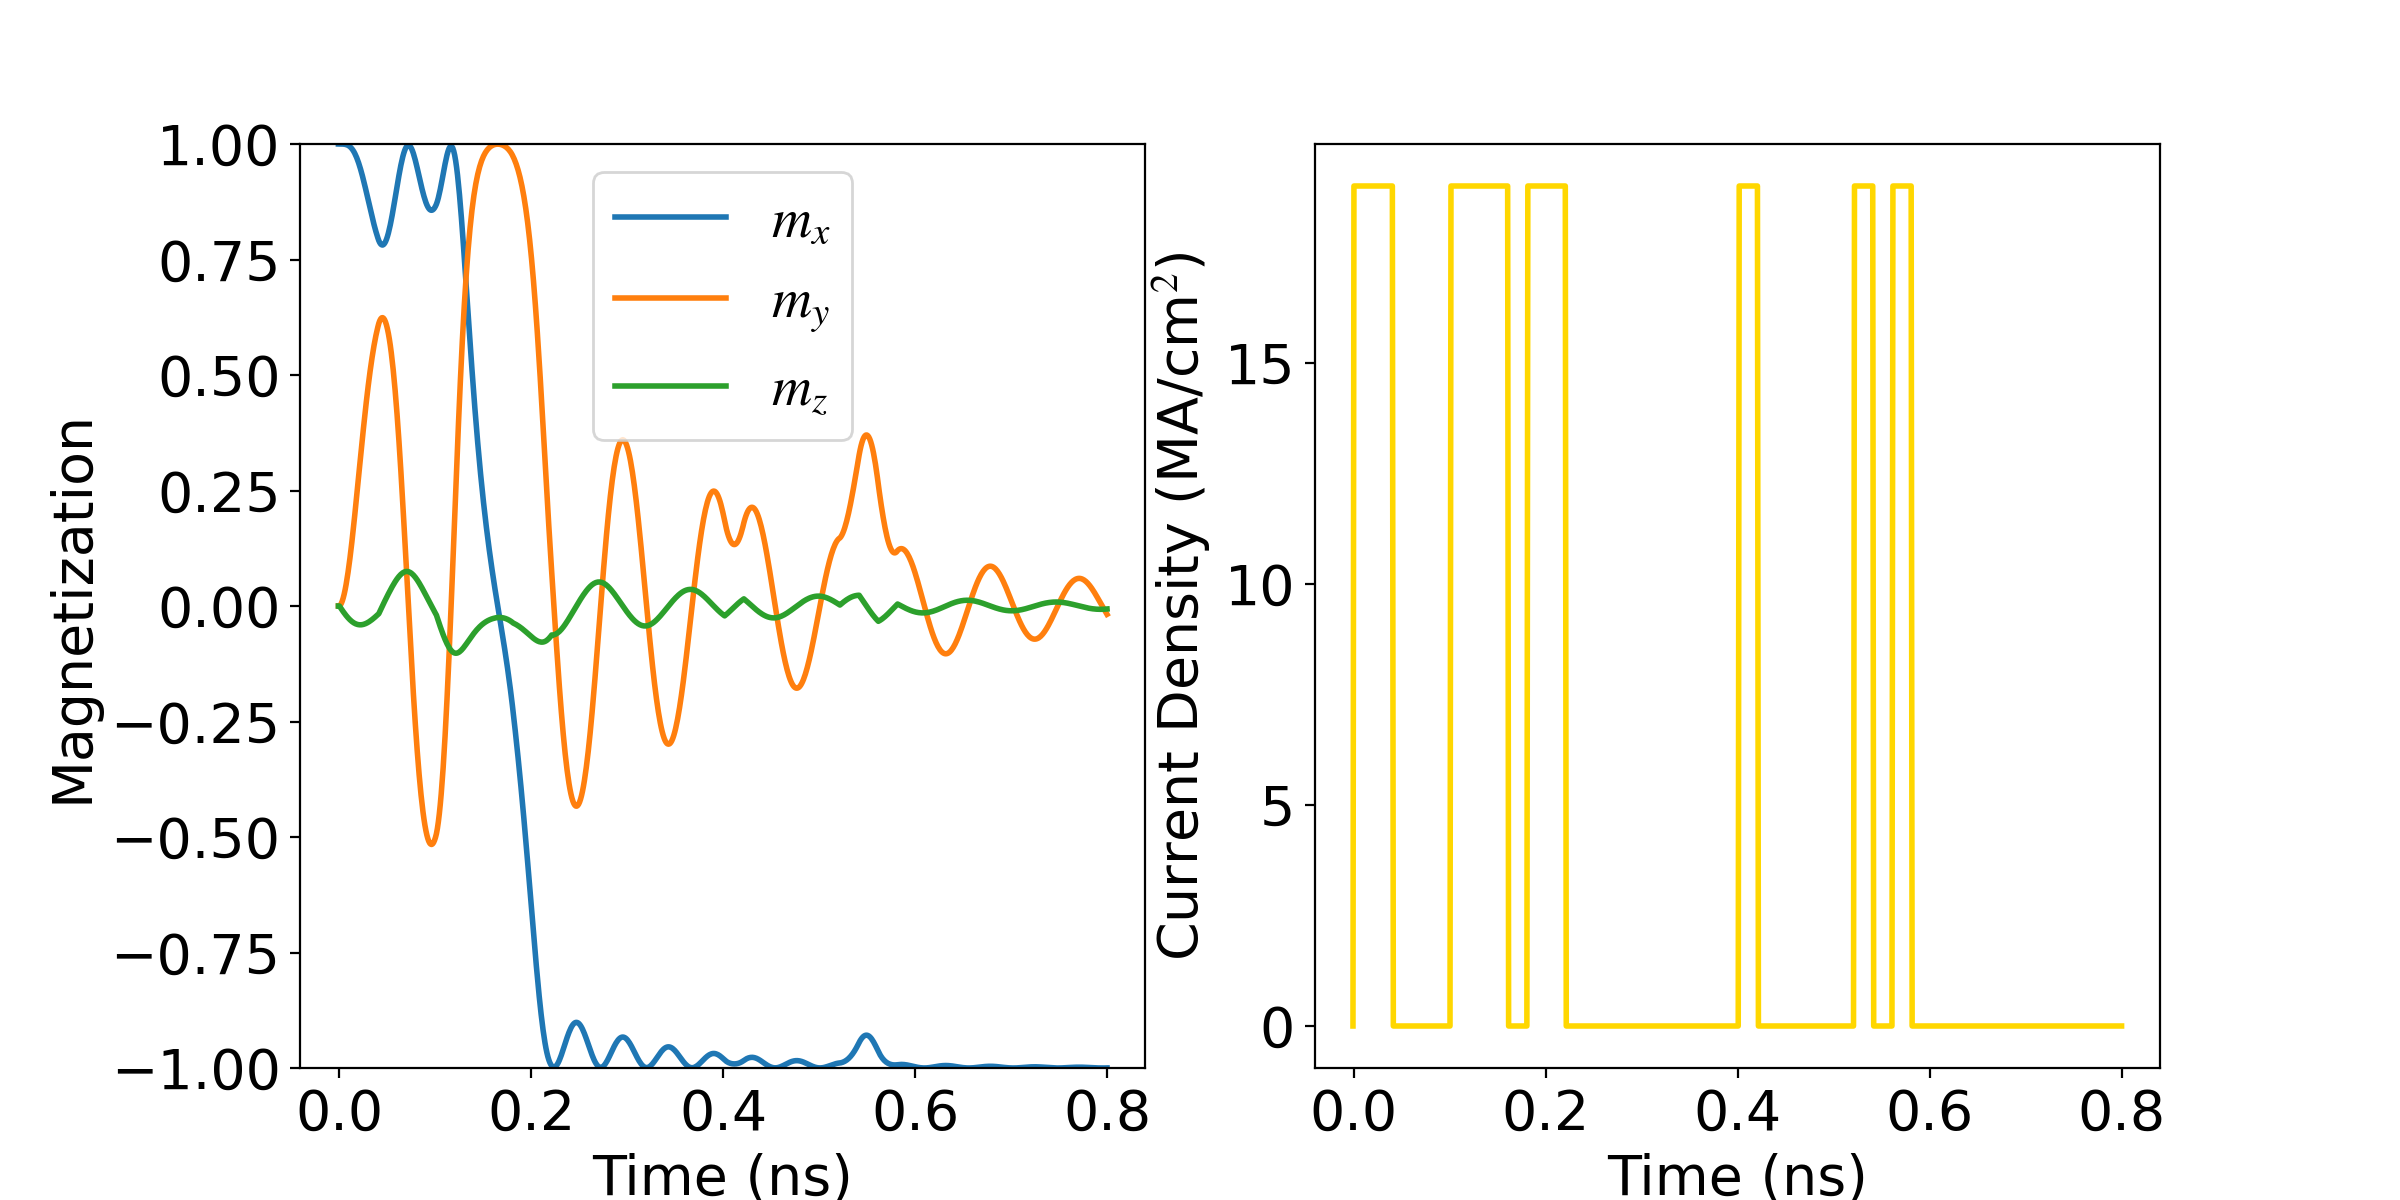 1.00
0.75
0.50
0.25
0.00
−0.25
−0.50
−0.75
−1.00
Magnetization
0.0 0.2 0.4 0.6 0.8
Time (ns)
m_x
m_y
m_z
Current Density (MA/cm²)
15
10
5
0
0.0 0.2 0.4 0.6 0.8
Time (ns)